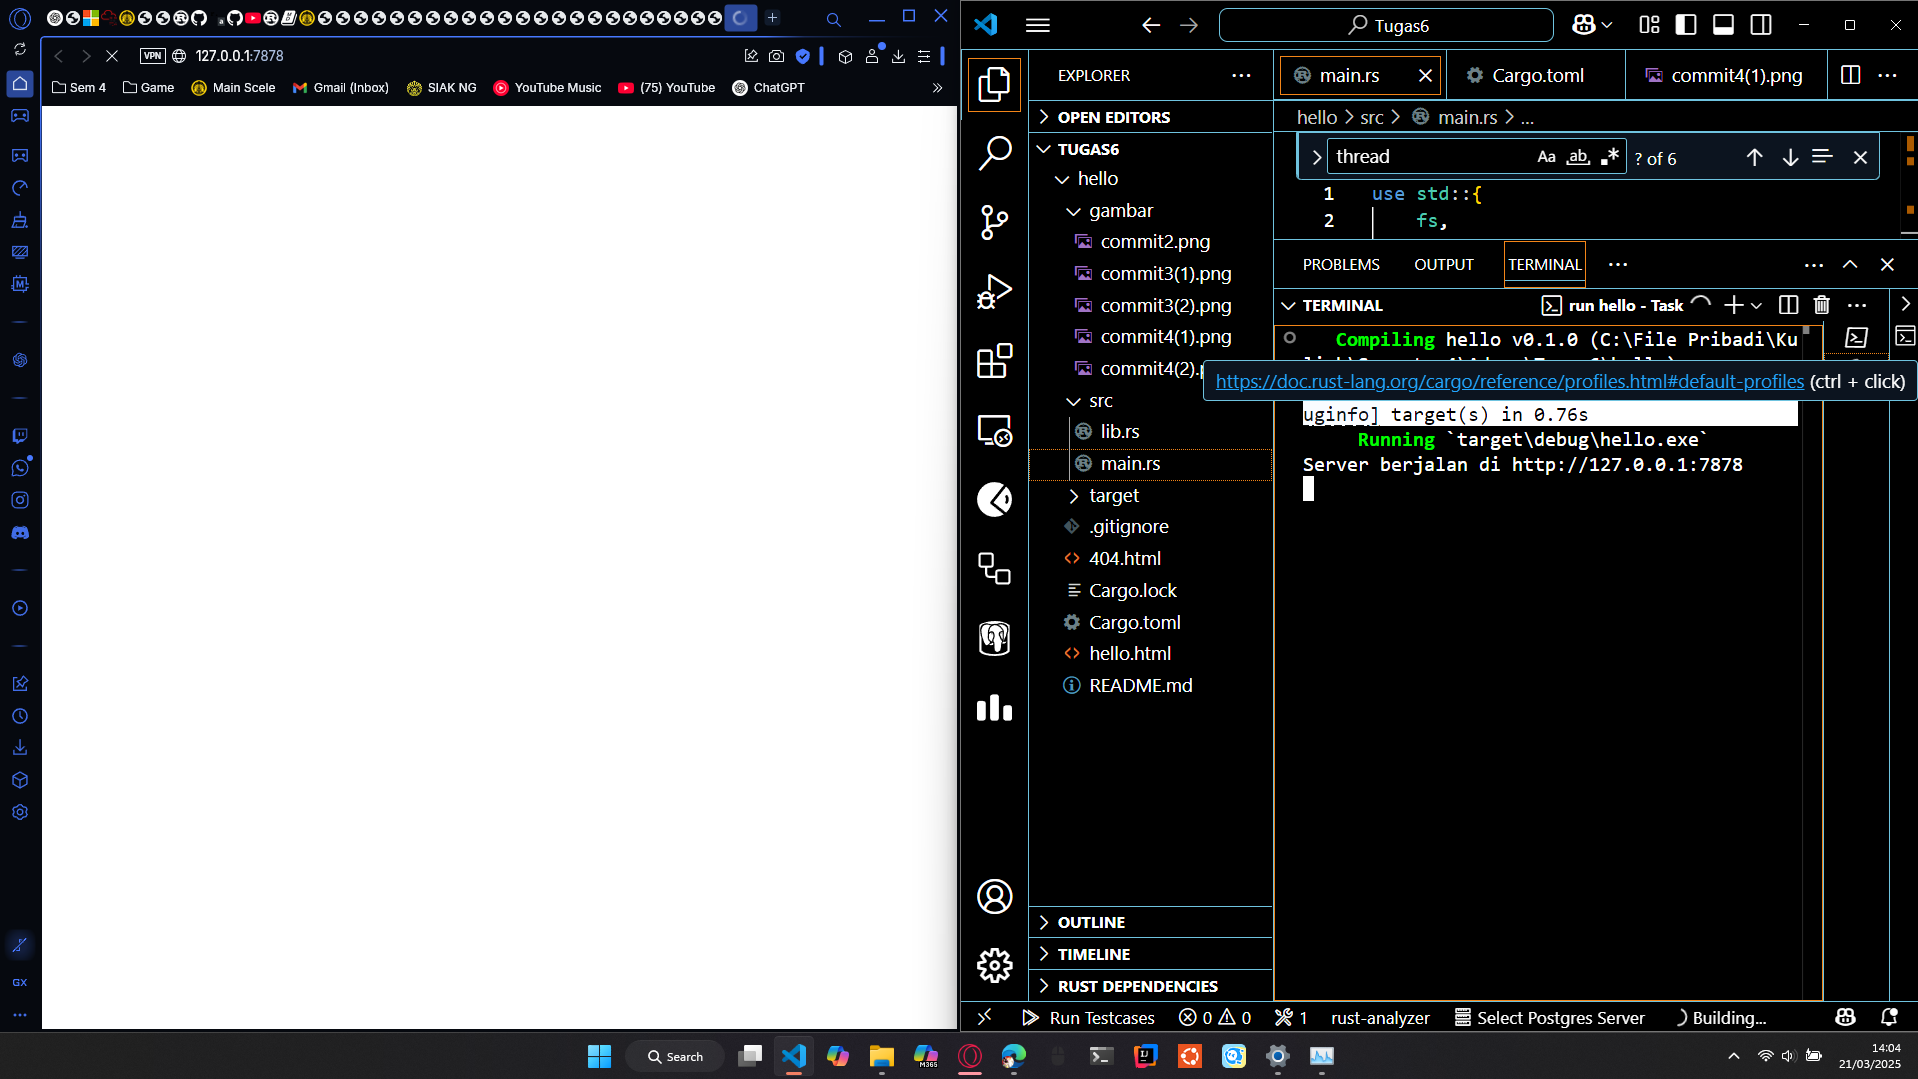 VPN
127.0.0.1:7878
Sem 4
Game
Main Scele
Gmail (Inbox)
SIAK NG
YouTube Music
(75) YouTube
ChatGPT
GX
Tugas6
EXPLORER
OPEN EDITORS
TUGAS6
hello
gambar
commit2.png
commit3(1).png
commit3(2).png
commit4(1).png
commit4(2).p
src
lib.rs
main.rs
target
.gitignore
404.html
Cargo.lock
Cargo.toml
hello.html
README.md
OUTLINE
TIMELINE
RUST DEPENDENCIES
main.rs
Cargo.toml
commit4(1).png
hello > src > main.rs > ...
thread
Aa ab
? of 6
1 use std::{
2 fs,
PROBLEMS
OUTPUT
TERMINAL
TERMINAL
run hello - Task
Compiling hello v0.1.0 (C:\File Pribadi\Ku
https://doc.rust-lang.org/cargo/reference/profiles.html#default-profiles (ctrl + click)
uginfo] target(s) in 0.76s
Running `target\debug\hello.exe`
Server berjalan di http://127.0.0.1:7878
Run Testcases
0
0
1
rust-analyzer
Select Postgres Server
Building...
Search
M365
14:04
21/03/2025